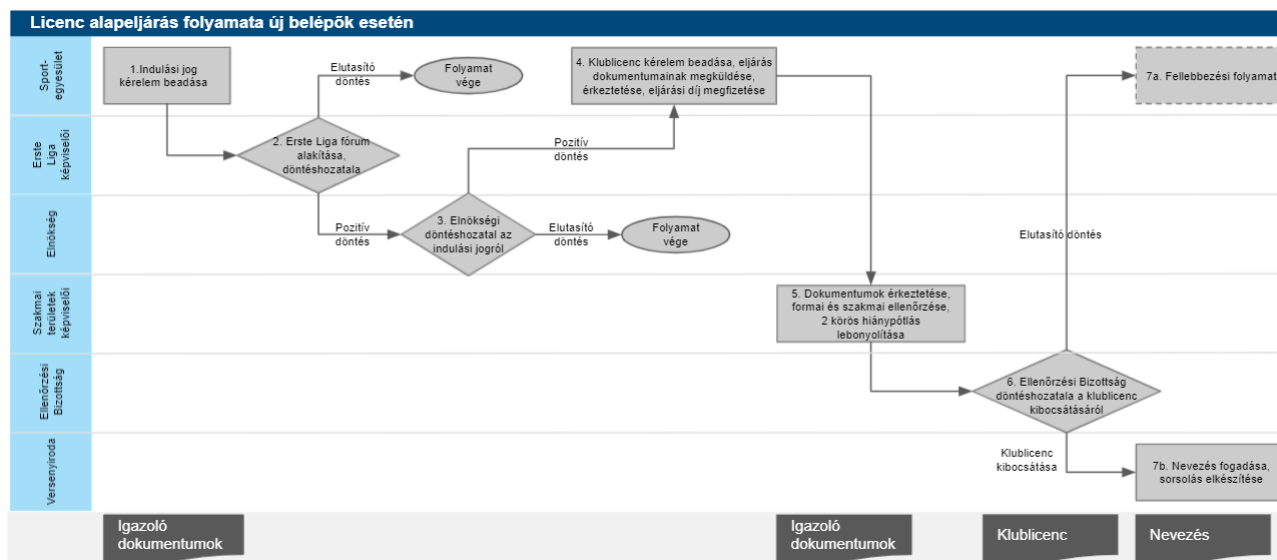 Licenc alapeljárás folyamata új belépők esetén
Sport-
egyesület
1.Indulási jog
kérelem beadása
Elutasító
döntés
Folyamat
vége
4. Klublicenc kérelem beadása, eljárás
dokumentumainak megküldése,
érkeztetése, eljárási díj megfizetése
7a. Fellebbezési folyamat
Erste
Liga
képviselői
2. Erste Liga fórum
alakítása,
döntéshozatala
Pozitív
döntés
Elnökség
Pozitív
döntés
3. Elnökségi
döntéshozatal az
indulási jogról
Elutasító
döntés
Folyamat
vége
Elutasító döntés
Szakmai
területek
képviselői
5. Dokumentumok érkeztetése,
formai és szakmai ellenőrzése,
2 körös hiánypótlás
lebonyolítása
Ellenőrzési
Bizottság
6. Ellenőrzési Bizottság
döntéshozatala a klublicenc
kibocsátásáról
Versenyiroda
Klublicenc
kibocsátása
7b. Nevezés fogadása,
sorsolás elkészítése
Igazoló
dokumentumok
Igazoló
dokumentumok
Klublicenc
Nevezés